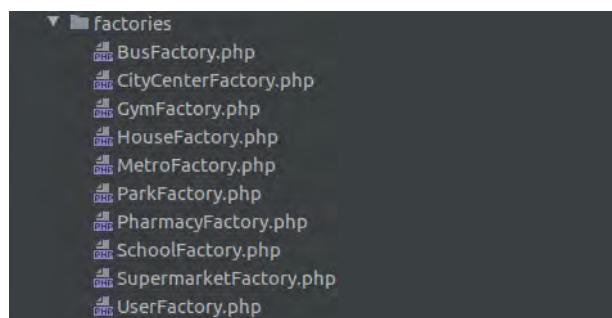 factories
BusFactory.php
CityCenterFactory.php
GymFactory.php
HouseFactory.php
MetroFactory.php
ParkFactory.php
PharmacyFactory.php
SchoolFactory.php
SupermarketFactory.php
UserFactory.php